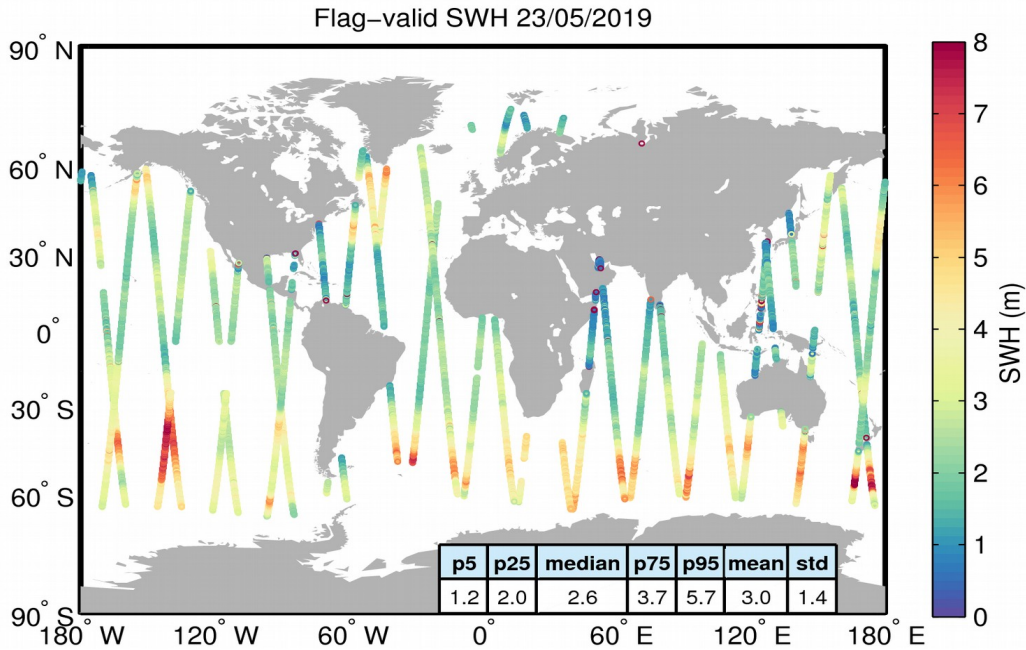 Flag−valid SWH 23/05/2019
90° N
60° N
30° N
0°
30° S
60° S
90° S
180° W
120° W
60° W
0°
60° E
120° E
180° E
8
7
6
5
4
3
2
1
0
SWH (m)
p5 p25 median p75 p95 mean std
1.2 2.0 2.6 3.7 5.7 3.0 1.4